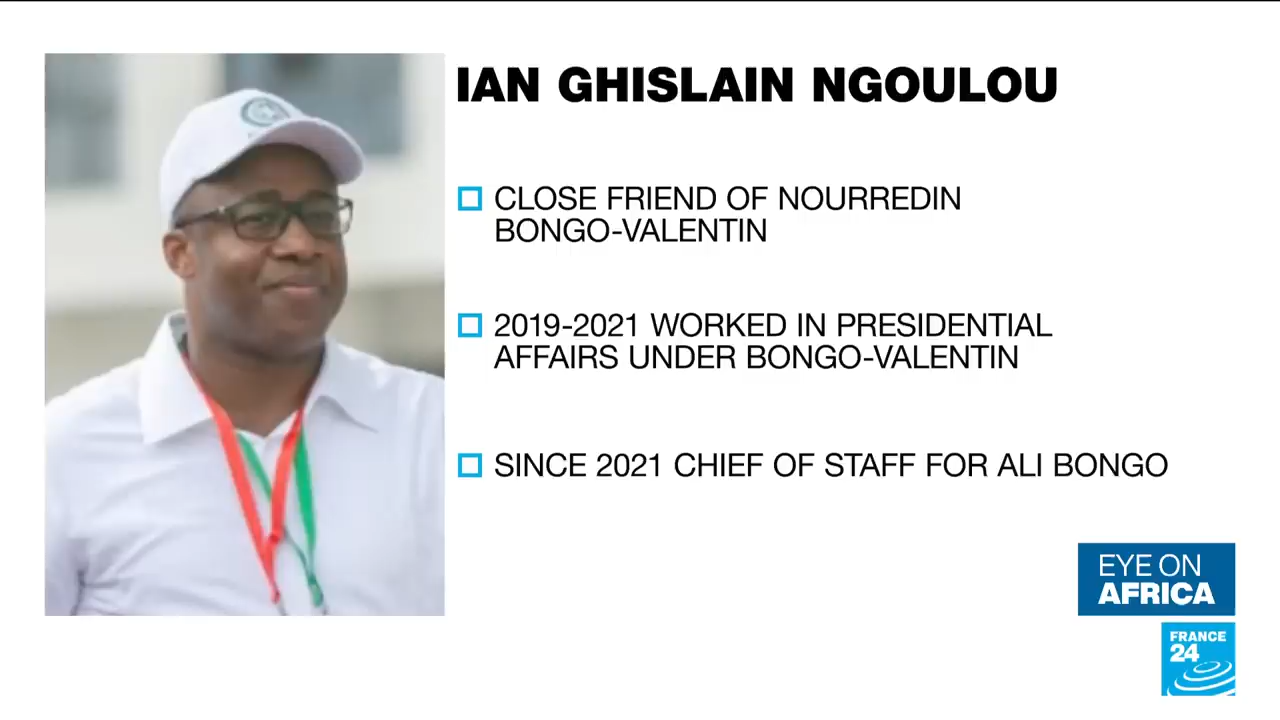 IAN GHISLAIN NGOULOU
CLOSE FRIEND OF NOURREDIN
BONGO-VALENTIN
2019-2021 WORKED IN PRESIDENTIAL
AFFAIRS UNDER BONGO-VALENTIN
SINCE 2021 CHIEF OF STAFF FOR ALI BONGO
EYE ON
AFRICA
FRANCE
24